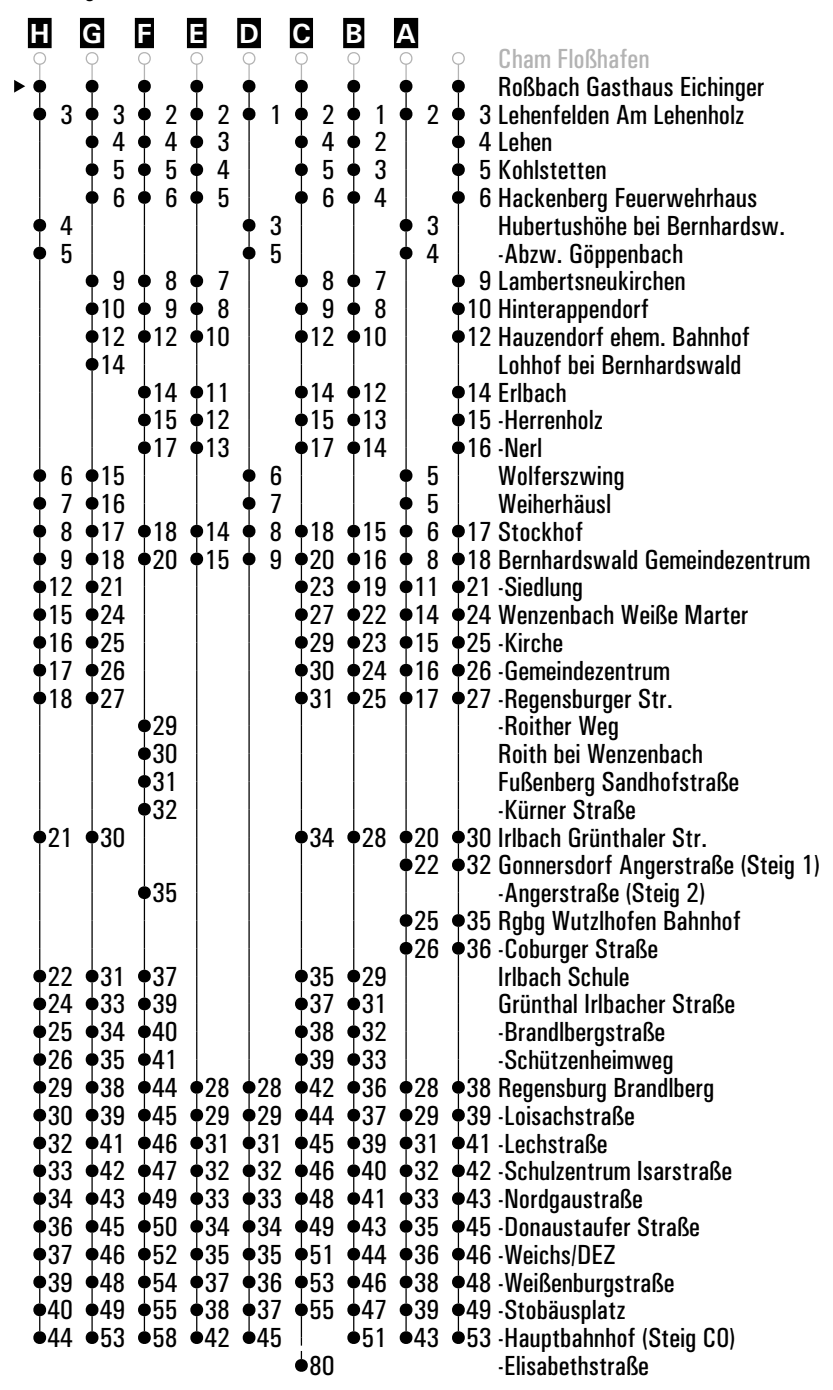 H G F E D C B A
Cham Floßhafen
Roßbach Gasthaus Eichinger
3 3 2 2 1 2 1 2 3 Lehenfelden Am Lehenholz
4 4 3 4 2 4 Lehen
5 5 4 5 3 5 Kohlstetten
6 6 5 6 4 6 Hackenberg Feuerwehrhaus
4 3 3 Hubertushöhe bei Bernhardsw.
5 5 4 -Abzw. Göppenbach
9 8 7 8 7 9 Lambertsneukirchen
10 9 8 9 8 10 Hinterappendorf
12 12 10 12 10 12 Hauzendorf ehem. Bahnhof
14 Lohhof bei Bernhardswald
14 11 14 12 14 Erlbach
15 12 15 13 15 -Herrenholz
17 13 17 14 16 -Nerl
6 15 6 5 Wolferszwing
7 16 7 5 Weiherhäusl
8 17 18 14 8 18 15 6 17 Stockhof
9 18 20 15 9 20 16 8 18 Bernhardswald Gemeindezentrum
12 21 23 19 11 21 -Siedlung
15 24 27 22 14 24 Wenzenbach Weiße Marter
16 25 29 23 15 25 -Kirche
17 26 30 24 16 26 -Gemeindezentrum
18 27 31 25 17 27 -Regensburger Str.
29 -Roither Weg
30 Roith bei Wenzenbach
31 Fußenberg Sandhofstraße
32 -Kürner Straße
21 30 34 28 20 30 Irlbach Grünthaler Str.
22 32 Gonnersdorf Angerstraße (Steig 1)
35 -Angerstraße (Steig 2)
25 35 Rgbg Wutzlhofen Bahnhof
26 36 -Coburger Straße
22 31 37 35 29 Irlbach Schule
24 33 39 37 31 Grünthal Irlbacher Straße
25 34 40 38 32 -Brandlbergstraße
26 35 41 39 33 -Schützenheimweg
29 38 44 28 28 42 36 28 38 Regensburg Brandlberg
30 39 45 29 29 44 37 29 39 -Loisachstraße
32 41 46 31 31 45 39 31 41 -Lechstraße
33 42 47 32 32 46 40 32 42 -Schulzentrum Isarstraße
34 43 49 33 33 48 41 33 43 -Nordgaustraße
36 45 50 34 34 49 43 35 45 -Donaustaufer Straße
37 46 52 35 35 51 44 36 46 -Weichs/DEZ
39 48 54 37 36 53 46 38 48 -Weißenburgstraße
40 49 55 38 37 55 47 39 49 -Stobäusplatz
44 53 58 42 45 51 43 53 -Hauptbahnhof (Steig C0)
80 -Elisabethstraße